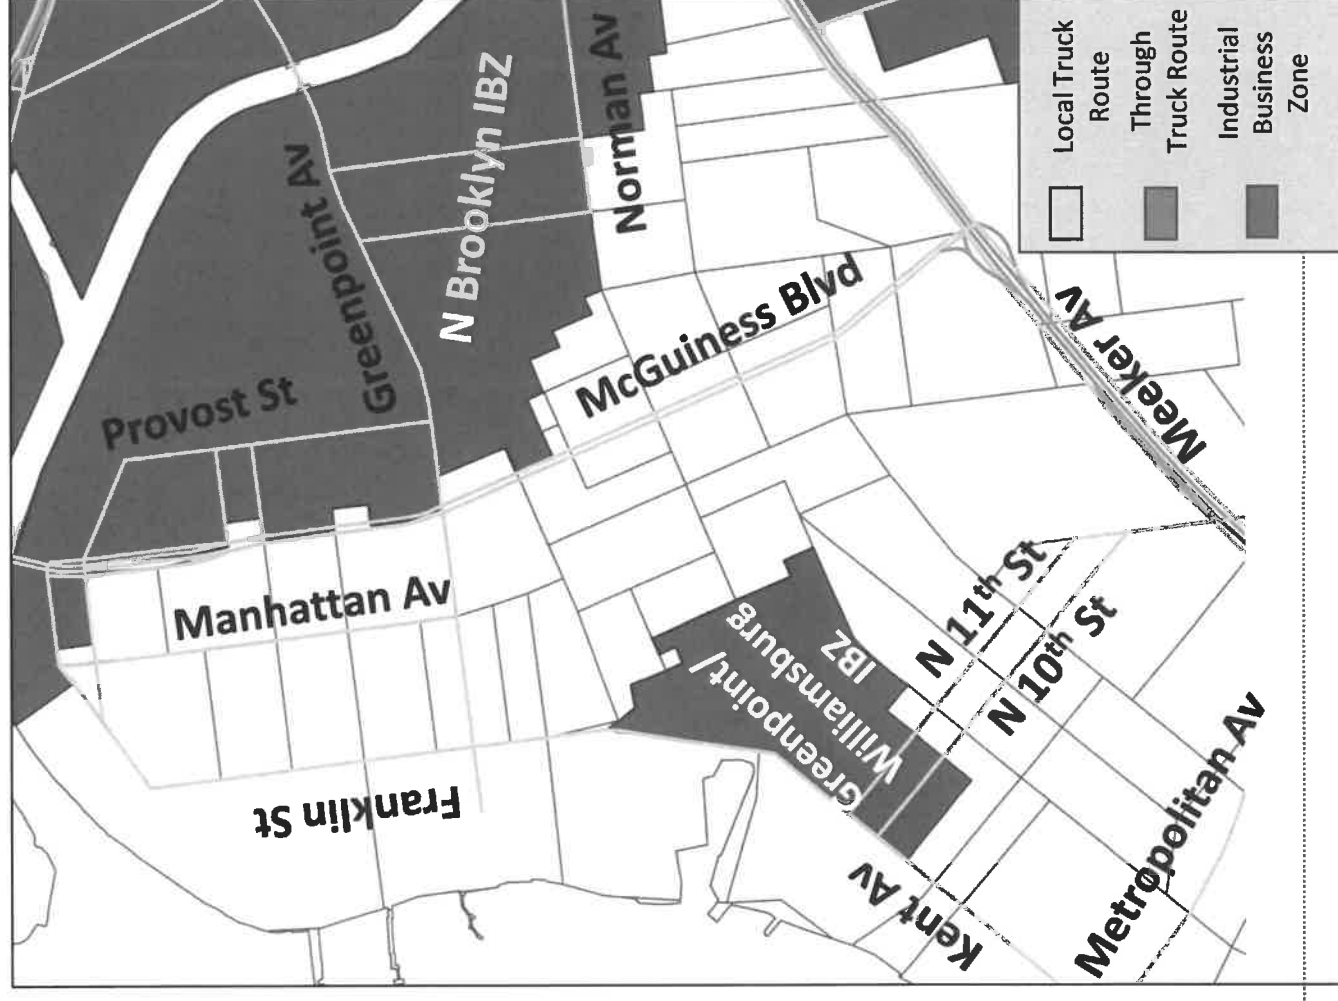 Provost St
Greenpoint Av
N Brooklyn IBZ
Norman Av
McGuiness Blvd
Manhattan Av
Franklin St
Greenpoint/
Williamsburg
IBZ
N 11th St
N 10th St
Meeker Av
Kent Av
Metropolitan Av
Local Truck
Route
Through
Truck Route
Industrial
Business
Zone